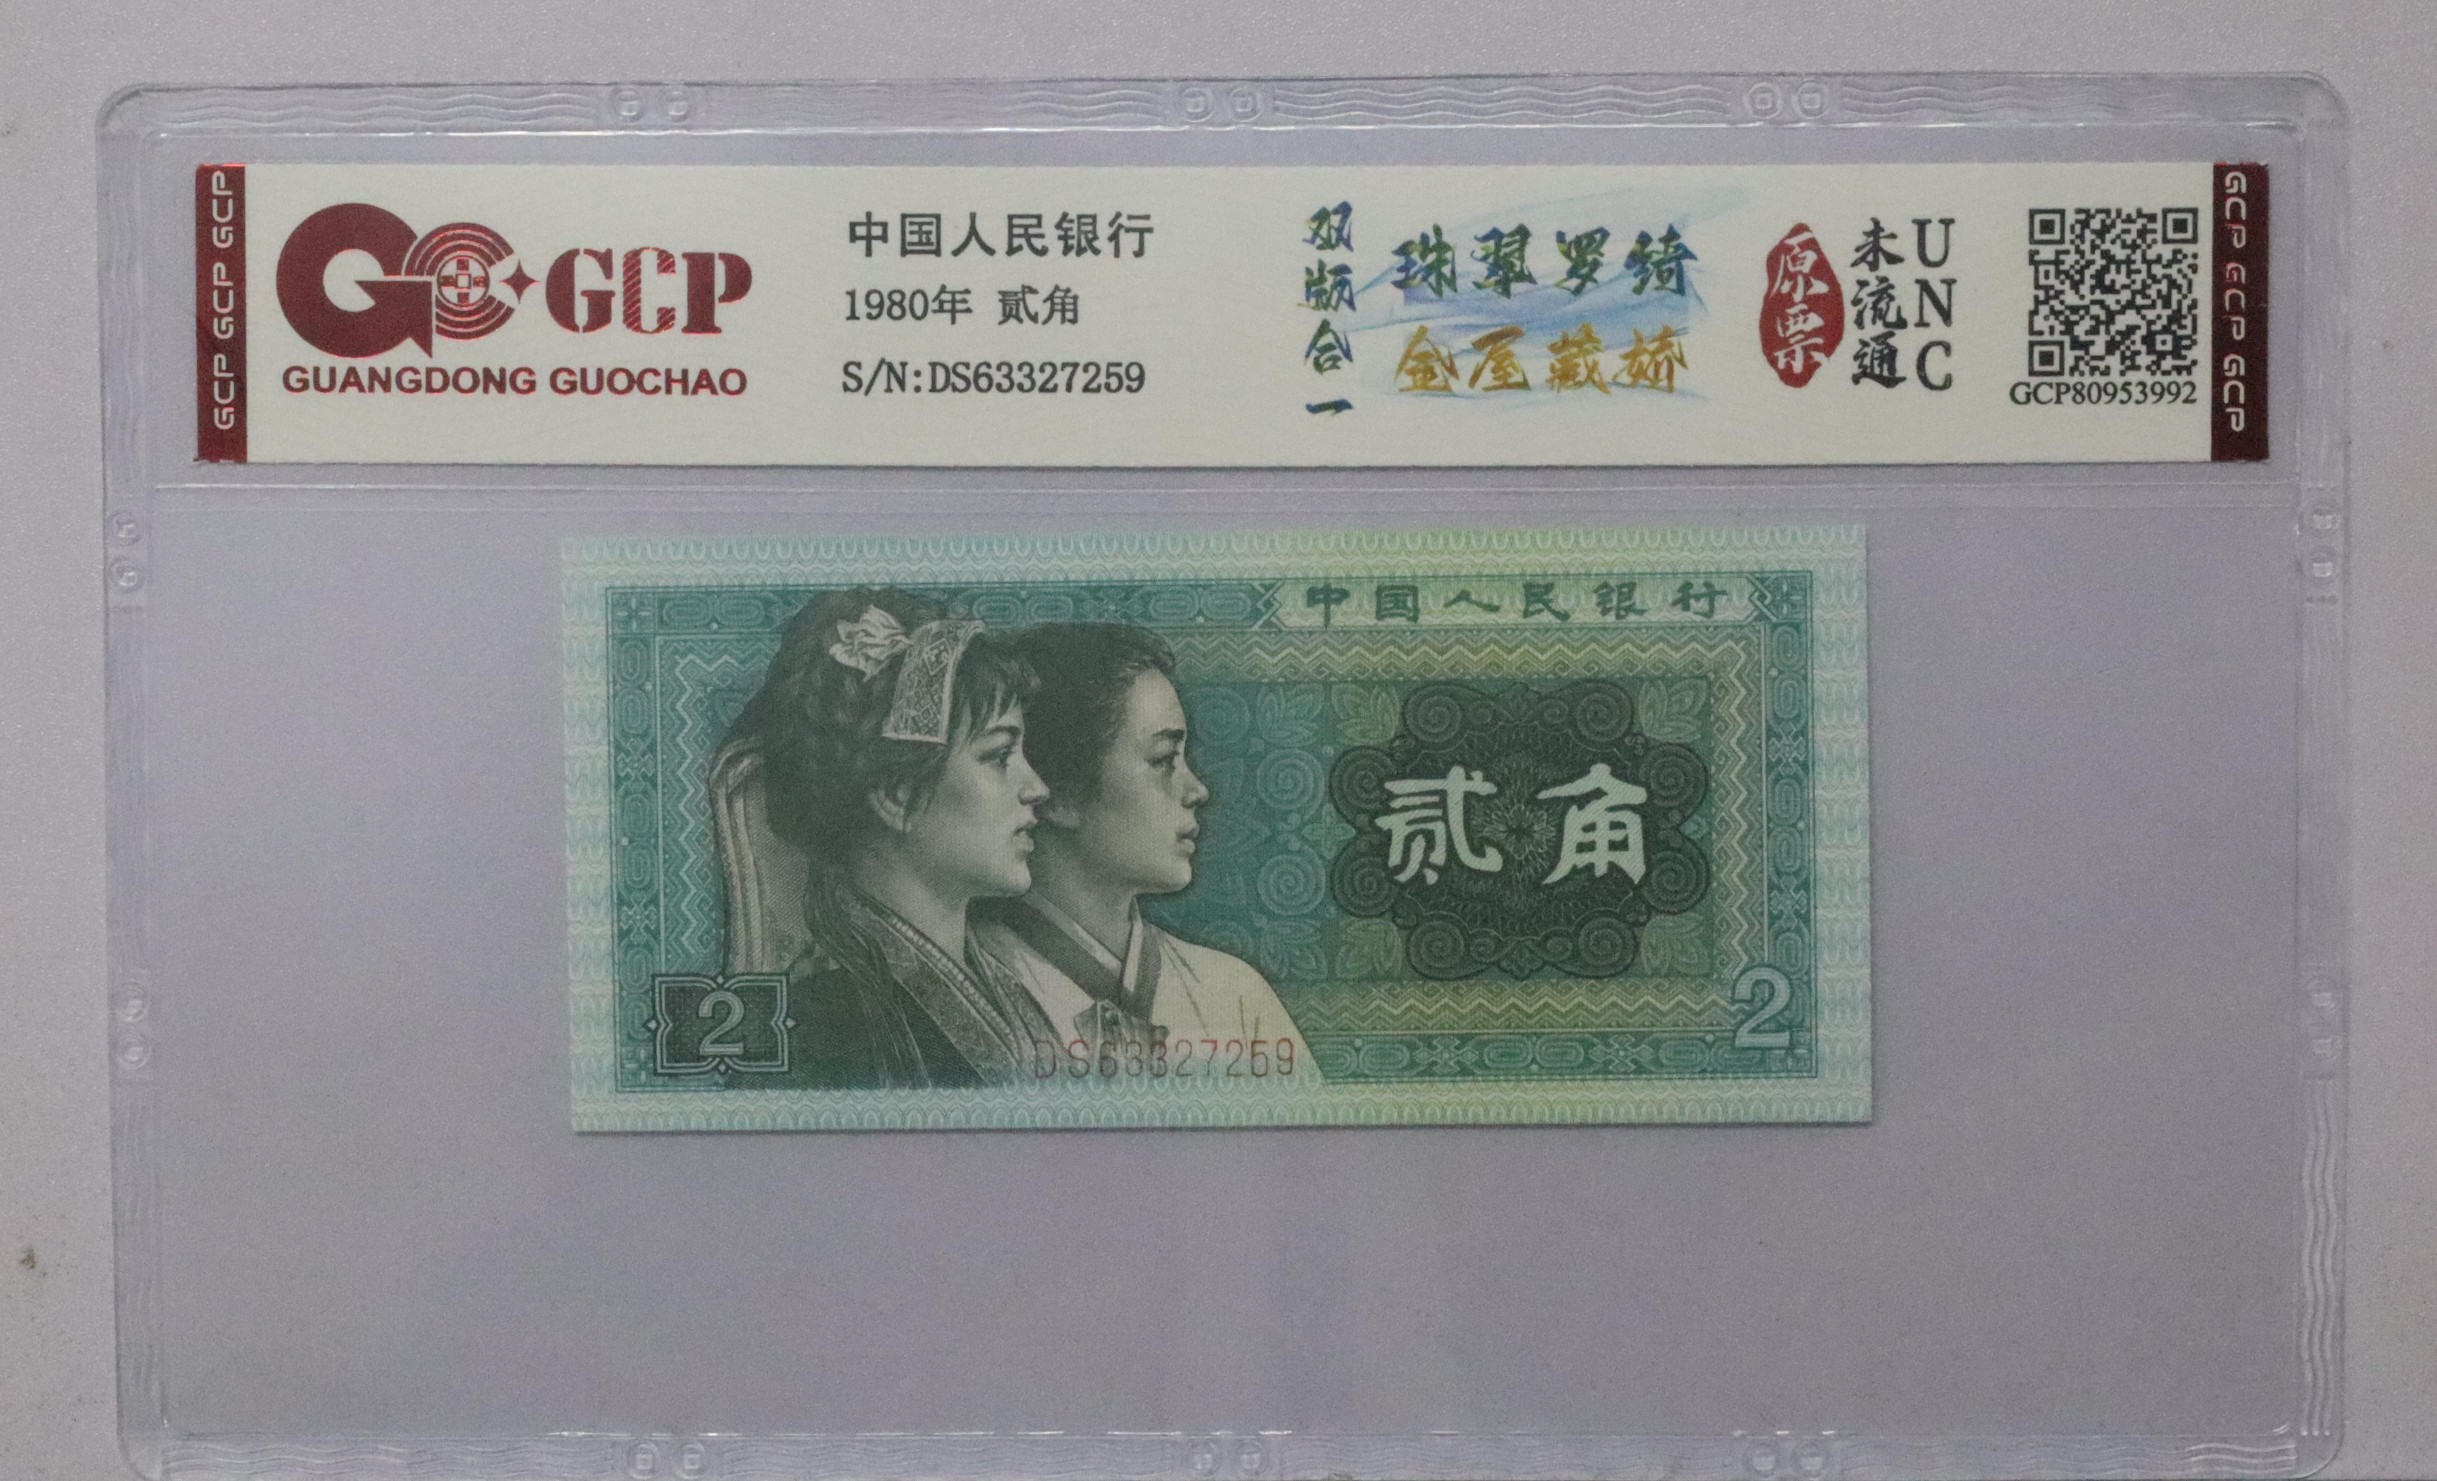 GCP GCP GCP
GCP
GUANGDONG GUOCHAO
中国人民银行
1980年 贰角
S/N:DS63327259
双版合一
珠翠罗绮
金屋藏娇
原票
未流通
UNC
GCP80953992
GCP GCP GCP
中国人民银行
贰角
2
2
DS63327259